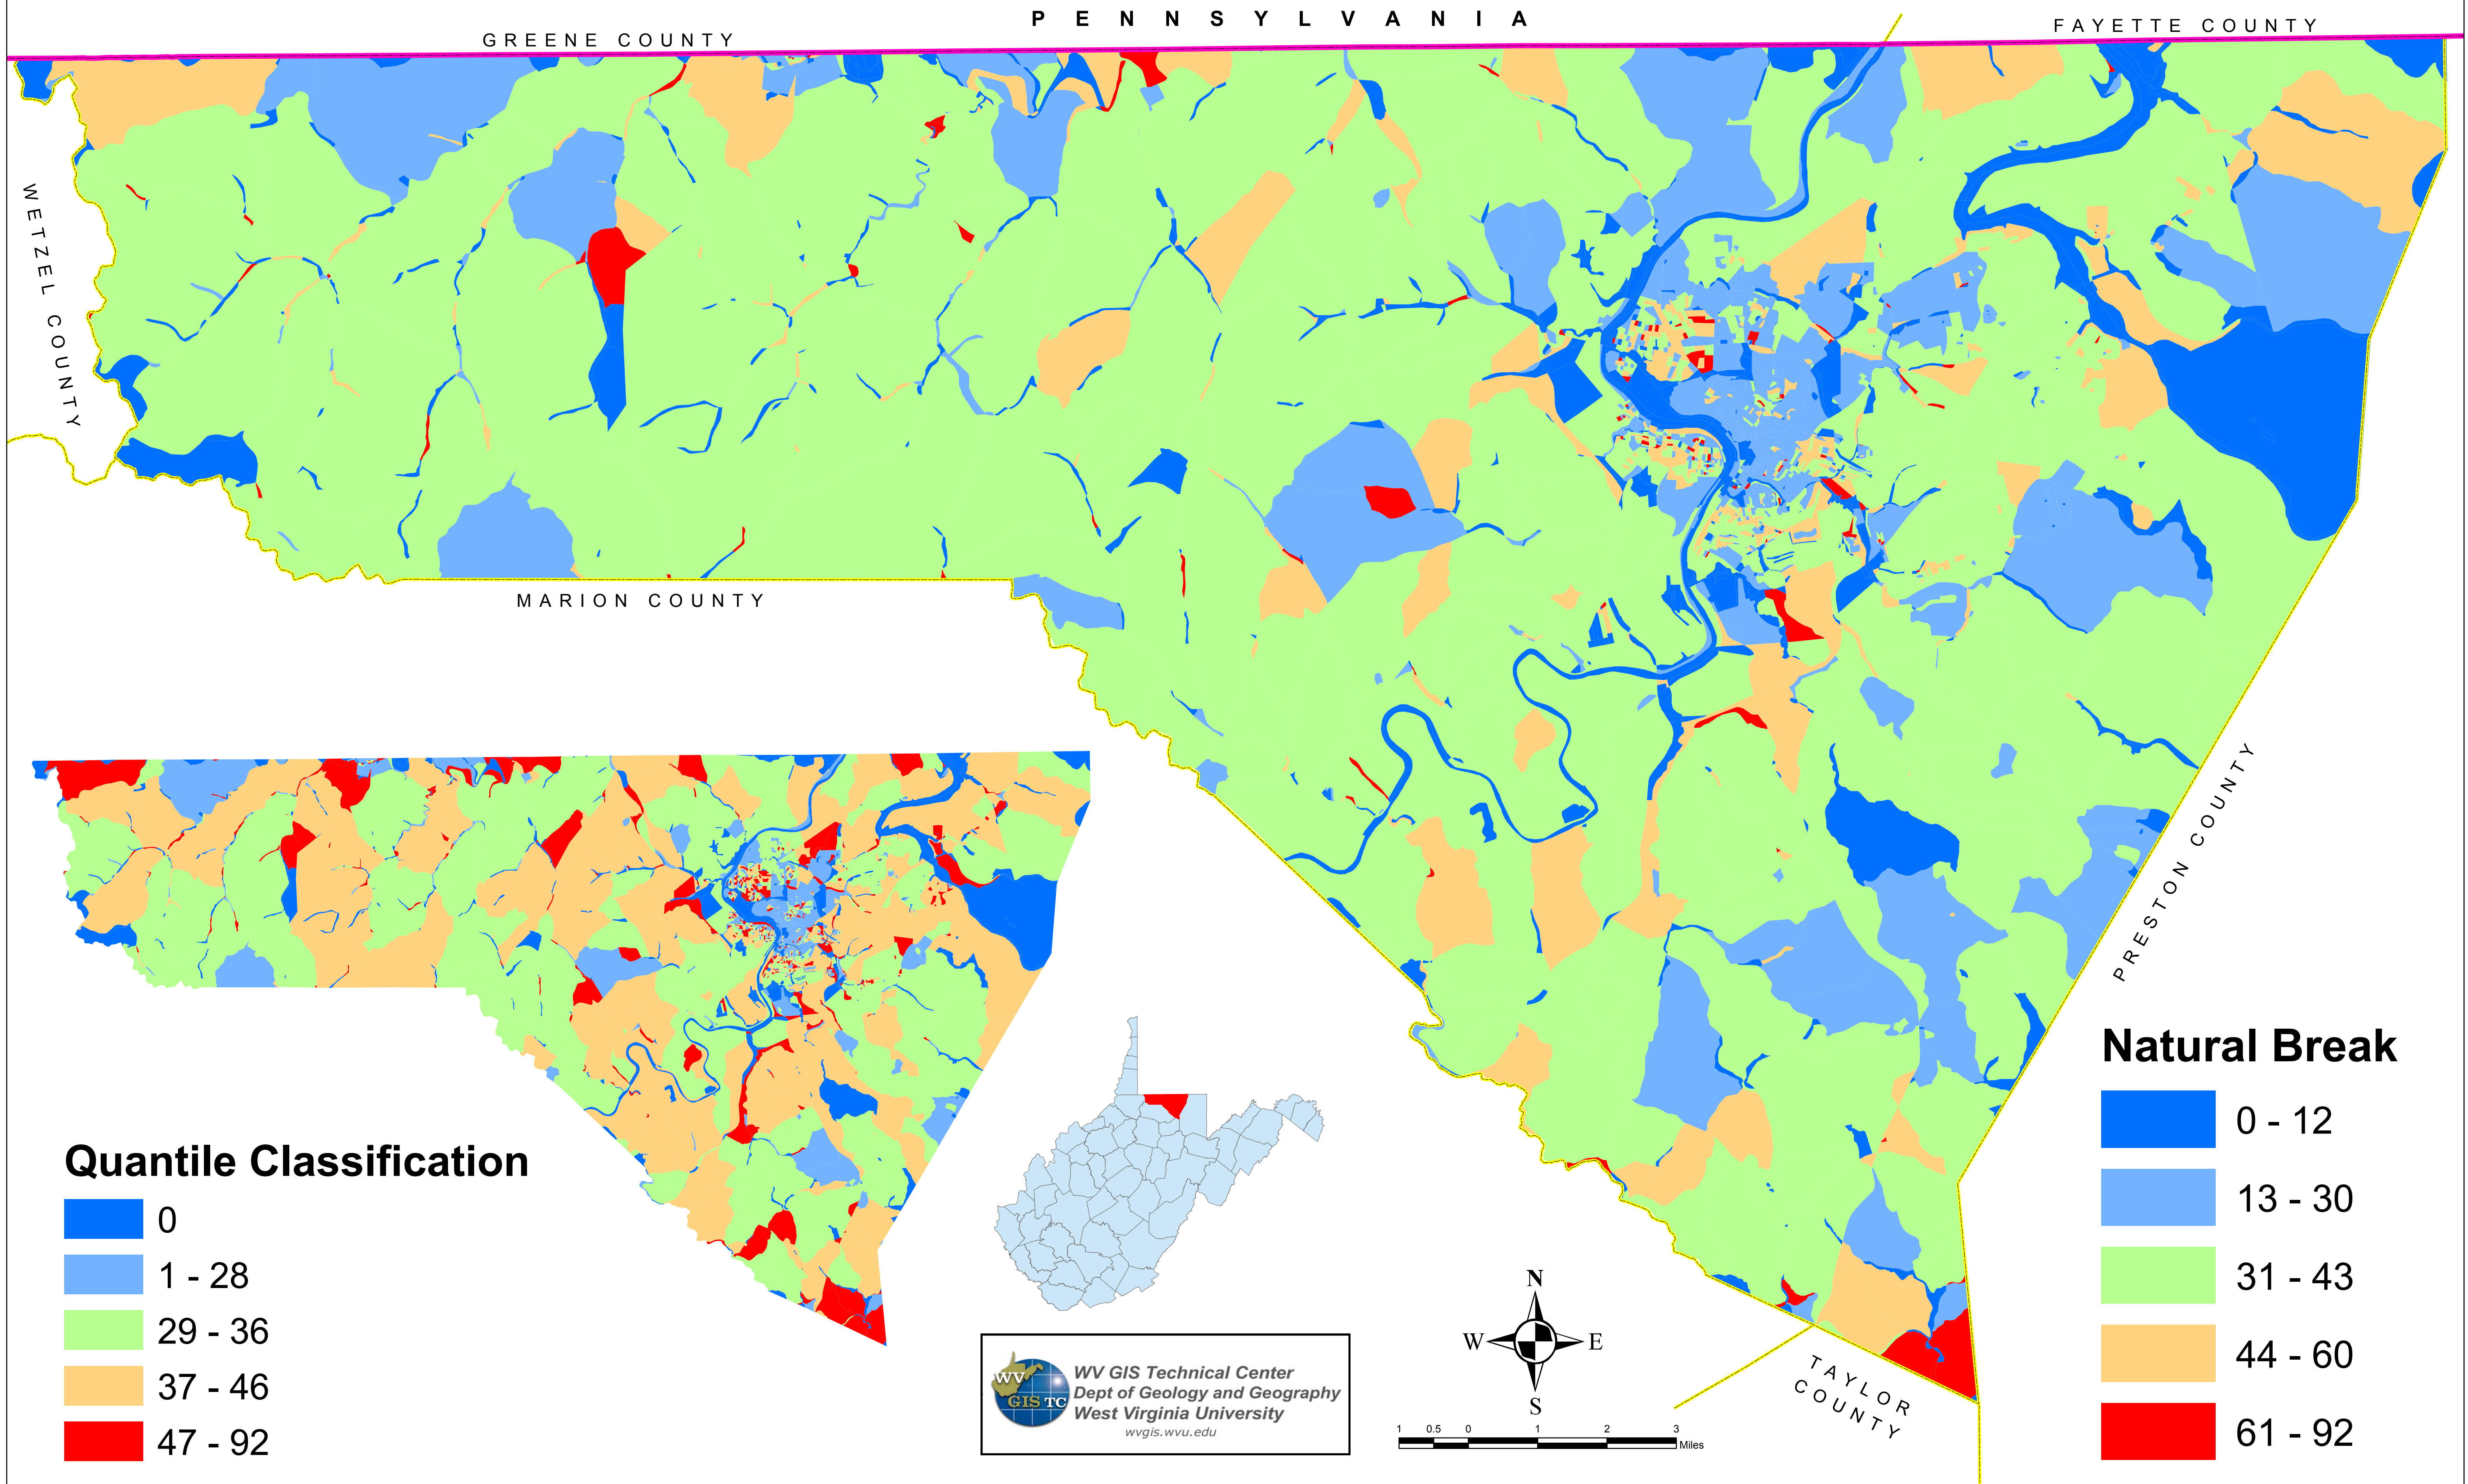 P E N N S Y L V A N I A
GREENE COUNTY
FAYETTE COUNTY
WETZEL COUNTY
MARION COUNTY
PRESTON COUNTY
TAYLOR
COUNTY
Quantile Classification
0
1 - 28
29 - 36
37 - 46
47 - 92
Natural Break
0 - 12
13 - 30
31 - 43
44 - 60
61 - 92
WV
GIS TC
WV GIS Technical Center
Dept of Geology and Geography
West Virginia University
wvgis.wvu.edu
N
W E
S
1 0.5 0 1 2 3
Miles